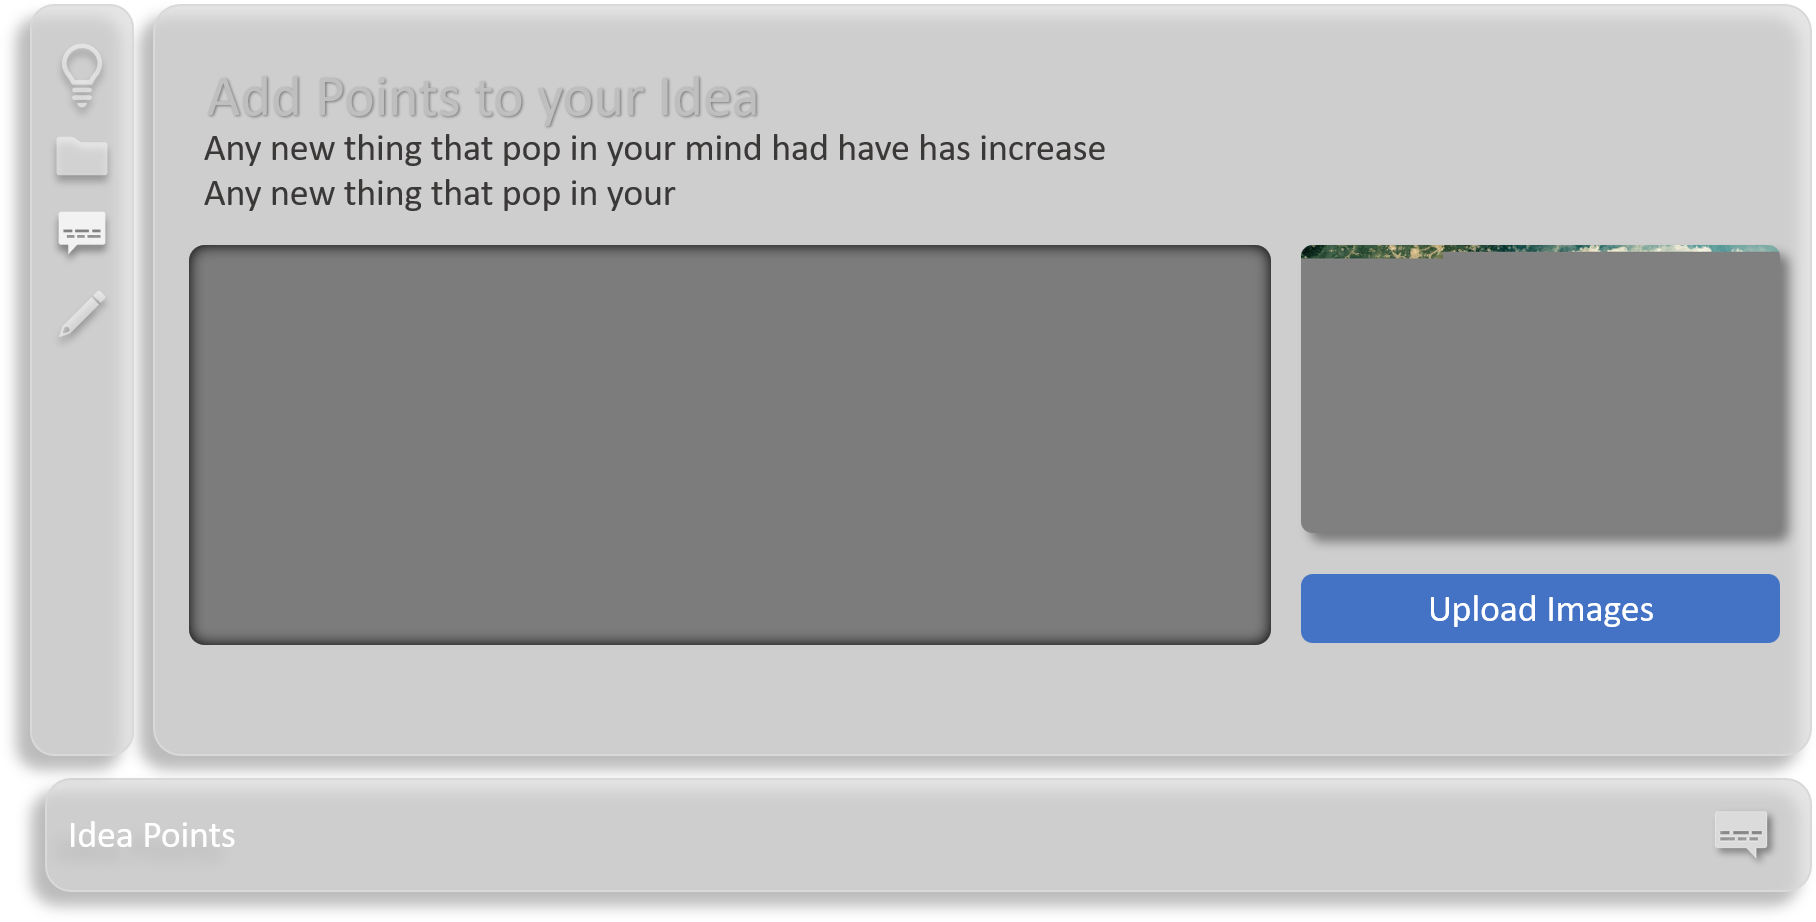 Add Points to your Idea
Any new thing that pop in your mind had have has increase
Any new thing that pop in your
Upload Images
Idea Points